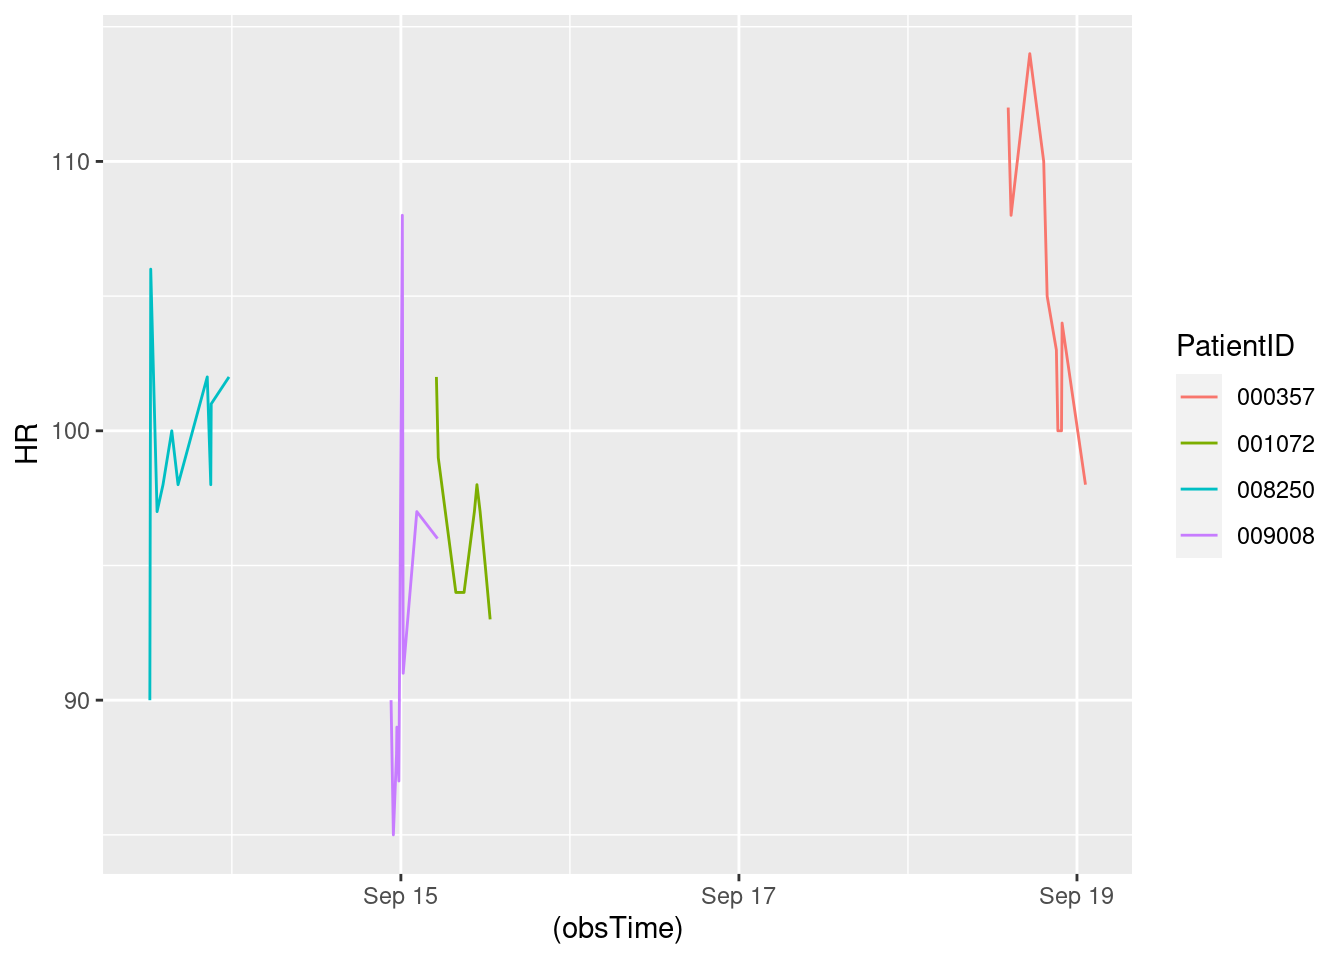 HR
110
100
90
Sep 15
Sep 17
Sep 19
(obsTime)
PatientID
000357
001072
008250
009008